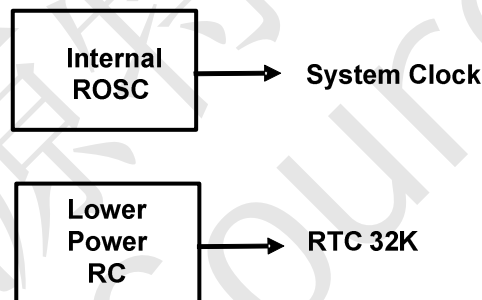 Internal
ROSC
System Clock
Lower
Power
RC
RTC 32K